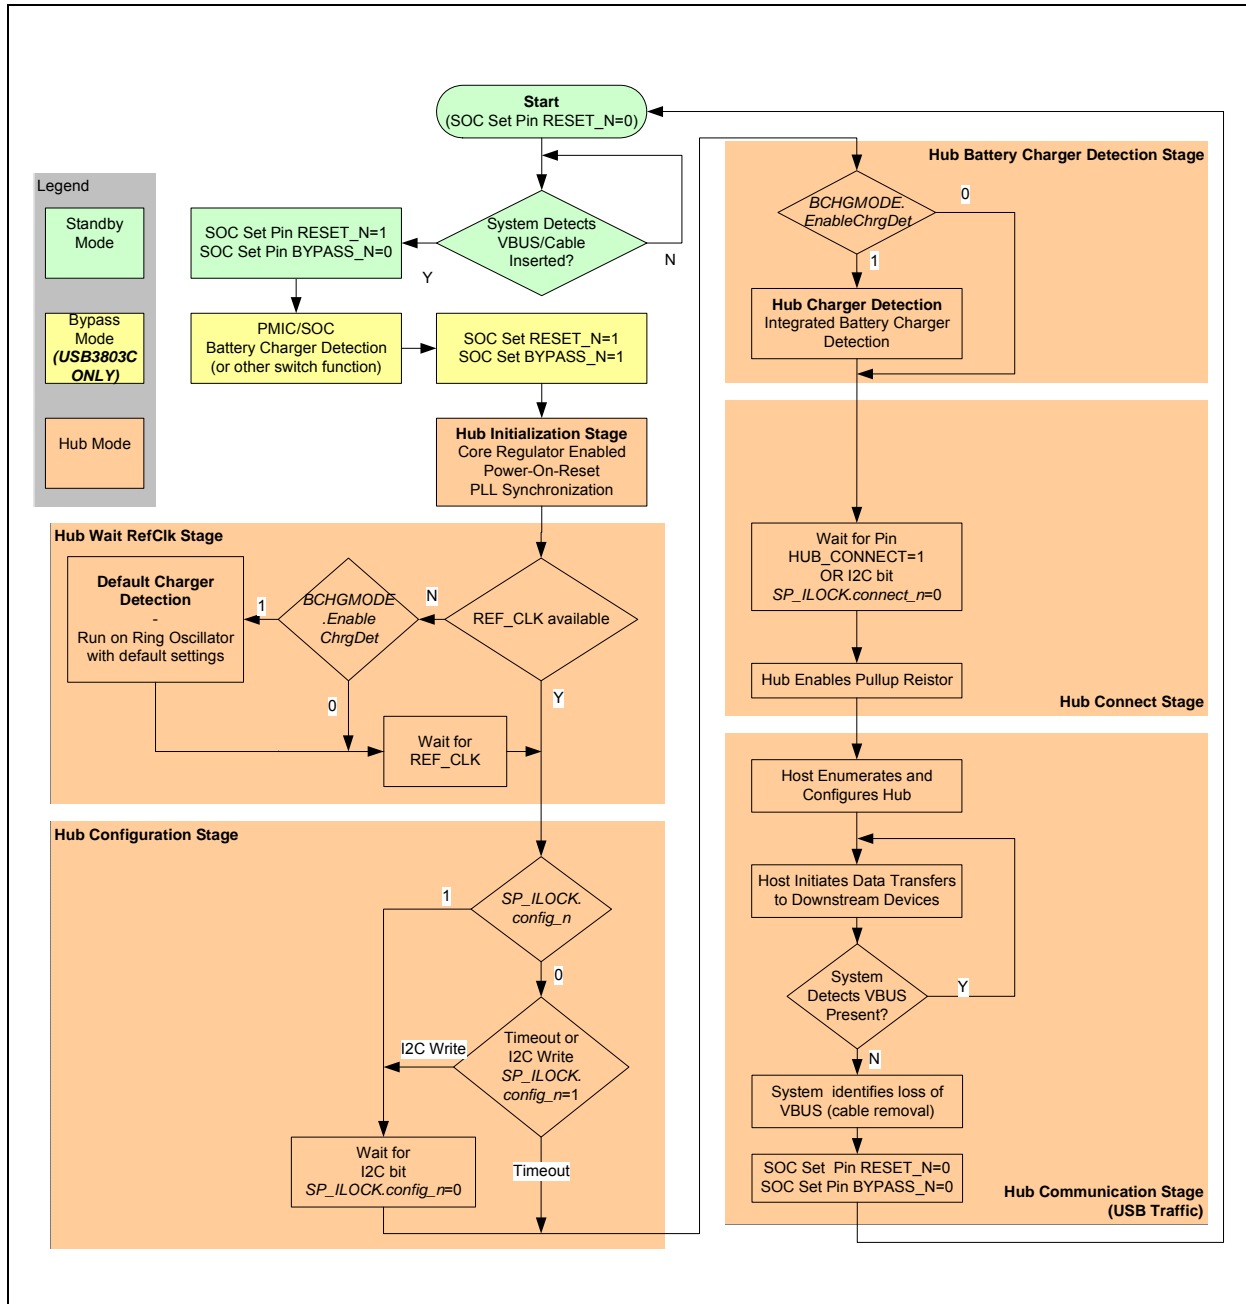 Start
(SOC Set Pin RESET_N=0)
Legend
Standby
Mode
Bypass
Mode
(USB3803C
ONLY)
Hub Mode
System Detects
VBUS/Cable
Inserted?
N
Y
SOC Set Pin RESET_N=1
SOC Set Pin BYPASS_N=0
PMIC/SOC
Battery Charger Detection
(or other switch function)
SOC Set RESET_N=1
SOC Set BYPASS_N=1
Hub Initialization Stage
Core Regulator Enabled
Power-On-Reset
PLL Synchronization
Hub Wait RefClk Stage
REF_CLK available
N
Y
BCHGMODE
.Enable
ChrgDet
1
0
Default Charger
Detection
-
Run on Ring Oscillator
with default settings
Wait for
REF_CLK
Hub Configuration Stage
SP_ILOCK.
config_n
1
0
Timeout or
I2C Write
SP_ILOCK.
config_n=1
I2C Write
Timeout
Wait for
I2C bit
SP_ILOCK.config_n=0
Hub Battery Charger Detection Stage
BCHGMODE.
EnableChrgDet
0
1
Hub Charger Detection
Integrated Battery Charger
Detection
Wait for Pin
HUB_CONNECT=1
OR I2C bit
SP_ILOCK.connect_n=0
Hub Enables Pullup Reistor
Hub Connect Stage
Host Enumerates and
Configures Hub
Host Initiates Data Transfers
to Downstream Devices
System
Detects VBUS
Present?
Y
N
System identifies loss of
VBUS (cable removal)
SOC Set Pin RESET_N=0
SOC Set Pin BYPASS_N=0
Hub Communication Stage
(USB Traffic)